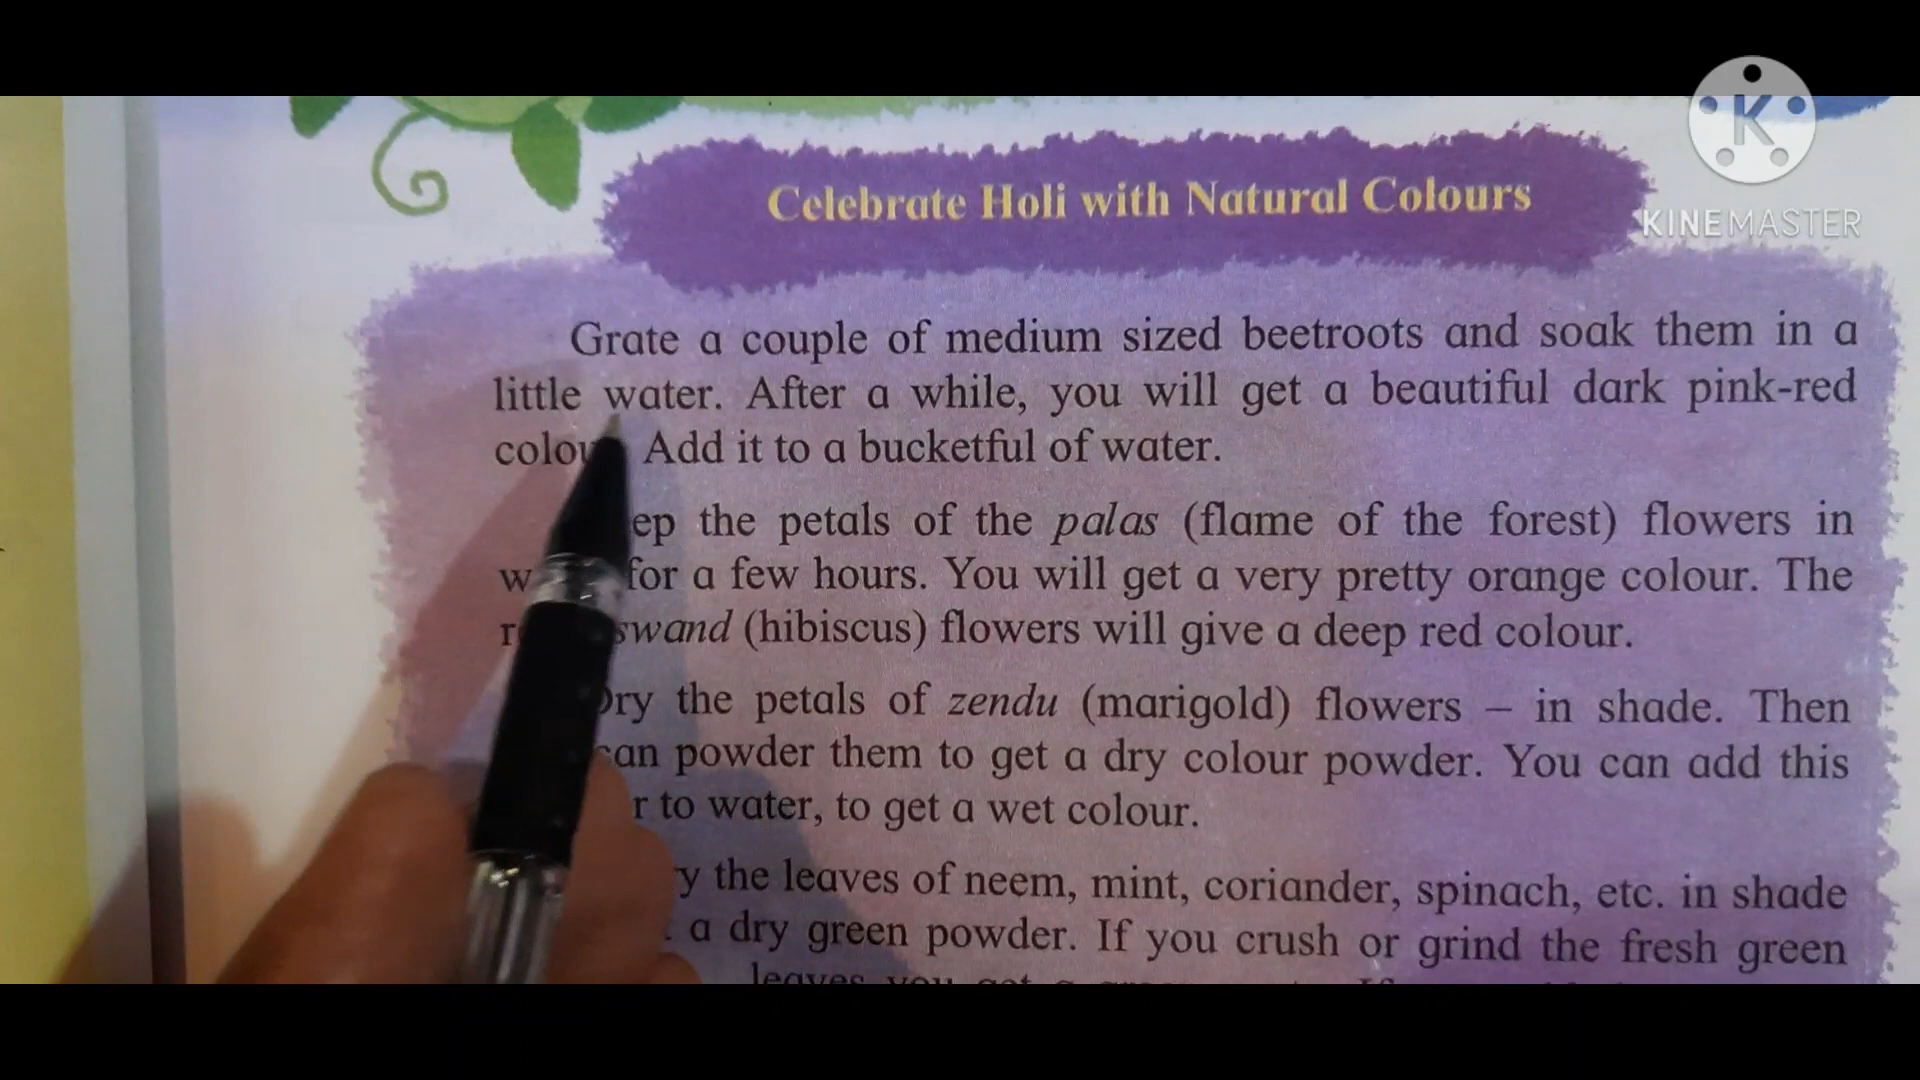 Celebrate Holi with Natural Colours
K
KINEMASTER
Grate a couple of medium sized beetroots and soak them in a
little water. After a while, you will get a beautiful dark pink-red
Add it to a bucketful of water.
the petals of the palas (flame of the forest) flowers in
for a few hours. You will get a very pretty orange colour. The
(hibiscus) flowers will give a deep red colour.
Dry the petals of zendu (marigold) flowers – in shade. Then
can powder them to get a dry colour powder. You can add this
to water, to get a wet colour.
the leaves of neem, mint, coriander, spinach, etc. in shade
a dry green powder. If you crush or grind the fresh green
leaves you get a